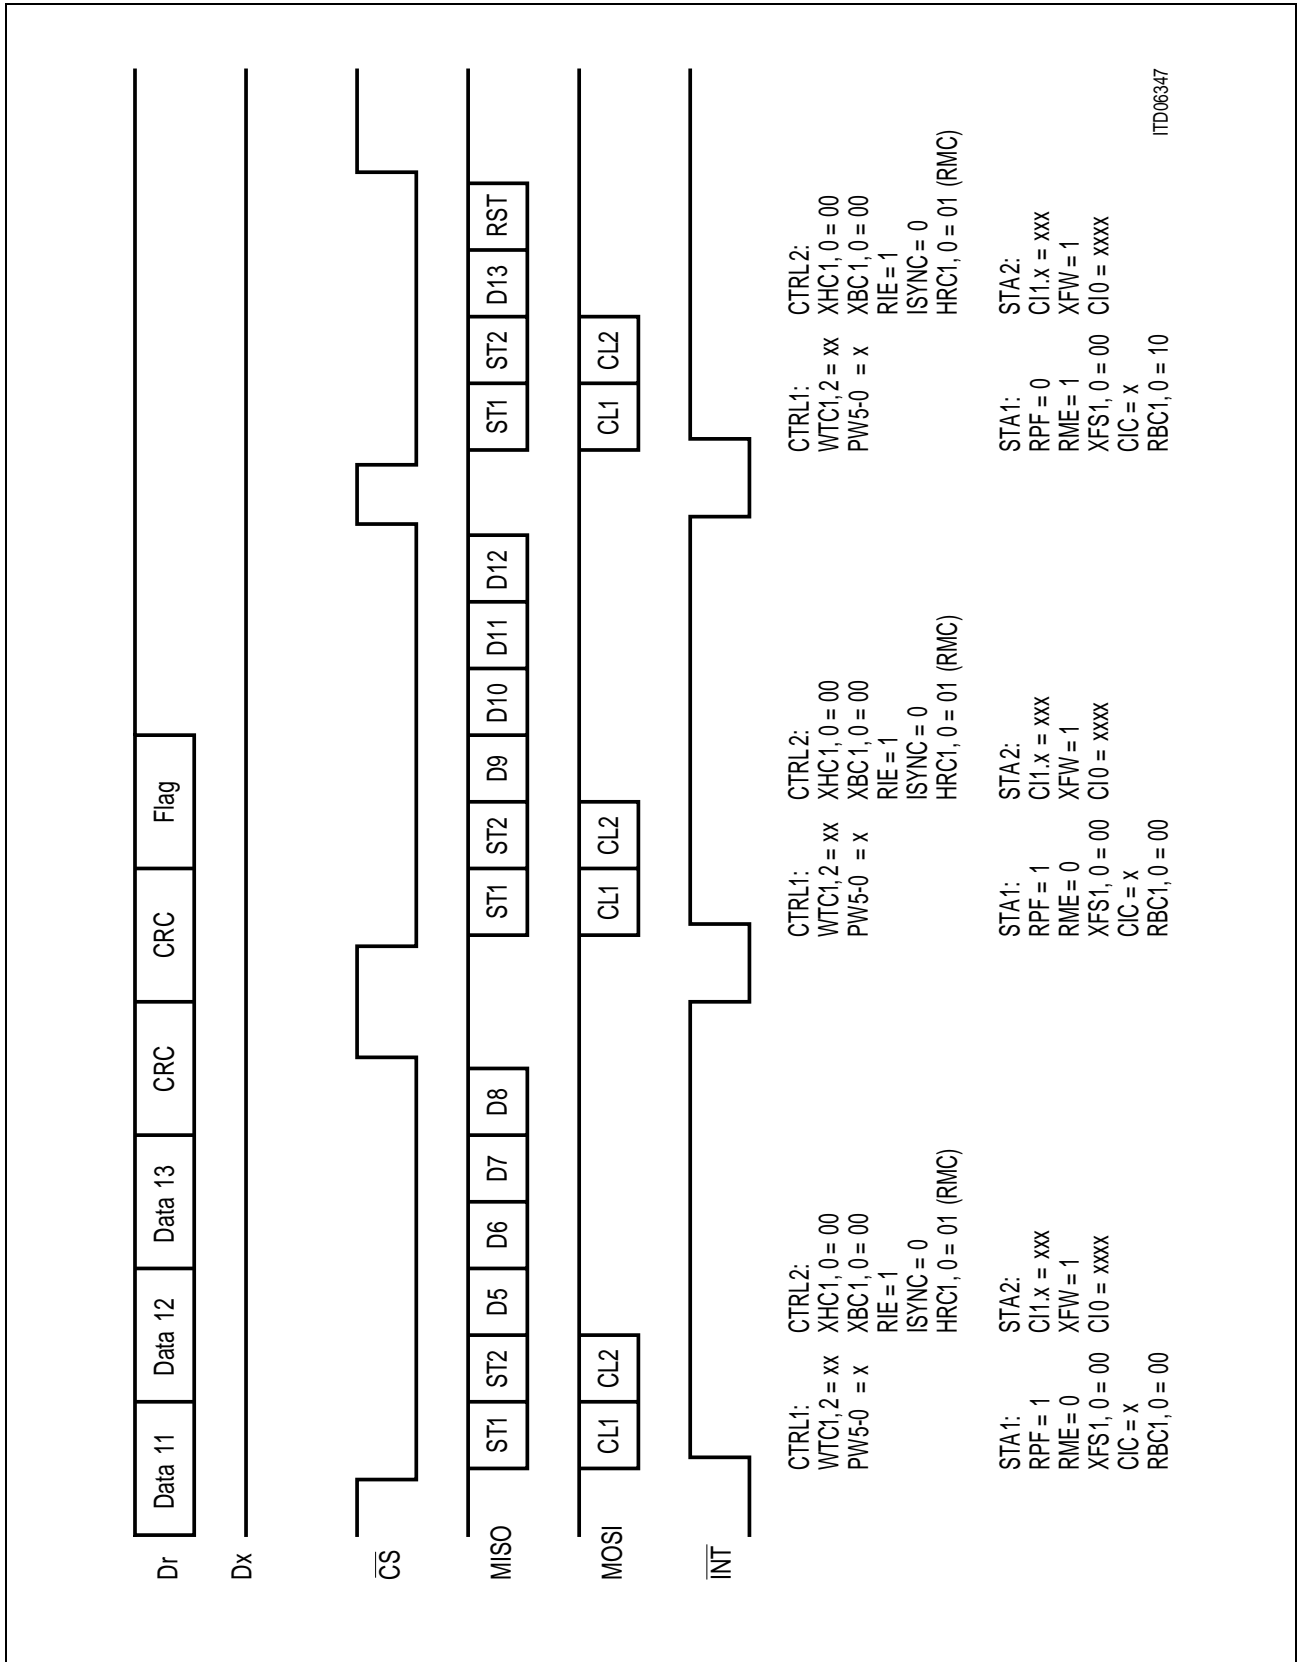 Dr
Data 11
Data 12
Data 13
CRC
CRC
Flag
Dx
CS
MISO
ST1
ST2
D5
D6
D7
D8
ST1
ST2
D9
D10
D11
D12
ST1
ST2
D13
RST
MOSI
CL1
CL2
CL1
CL2
CL1
CL2
INT
CTRL1:
WTC1, 2 = xx
PW5-0 = x
CTRL2:
XHC1, 0 = 00
XBC1, 0 = 00
RIE = 1
ISYNC = 0
HRC1, 0 = 01 (RMC)
CTRL1:
WTC1, 2 = xx
PW5-0 = x
CTRL2:
XHC1, 0 = 00
XBC1, 0 = 00
RIE = 1
ISYNC = 0
HRC1, 0 = 01 (RMC)
CTRL1:
WTC1, 2 = xx
PW5-0 = x
CTRL2:
XHC1, 0 = 00
XBC1, 0 = 00
RIE = 1
ISYNC = 0
HRC1, 0 = 01 (RMC)
STA1:
RPF = 1
RME = 0
XFS1, 0 = 00
CIC = x
RBC1, 0 = 00
STA2:
CI1.x = xxx
XFW = 1
CI0 = xxxx
STA1:
RPF = 1
RME = 0
XFS1, 0 = 00
CIC = x
RBC1, 0 = 00
STA2:
CI1.x = xxx
XFW = 1
CI0 = xxxx
STA1:
RPF = 0
RME = 1
XFS1, 0 = 00
CIC = x
RBC1, 0 = 10
STA2:
CI1.x = xxx
XFW = 1
CI0 = xxxx
ITD06347